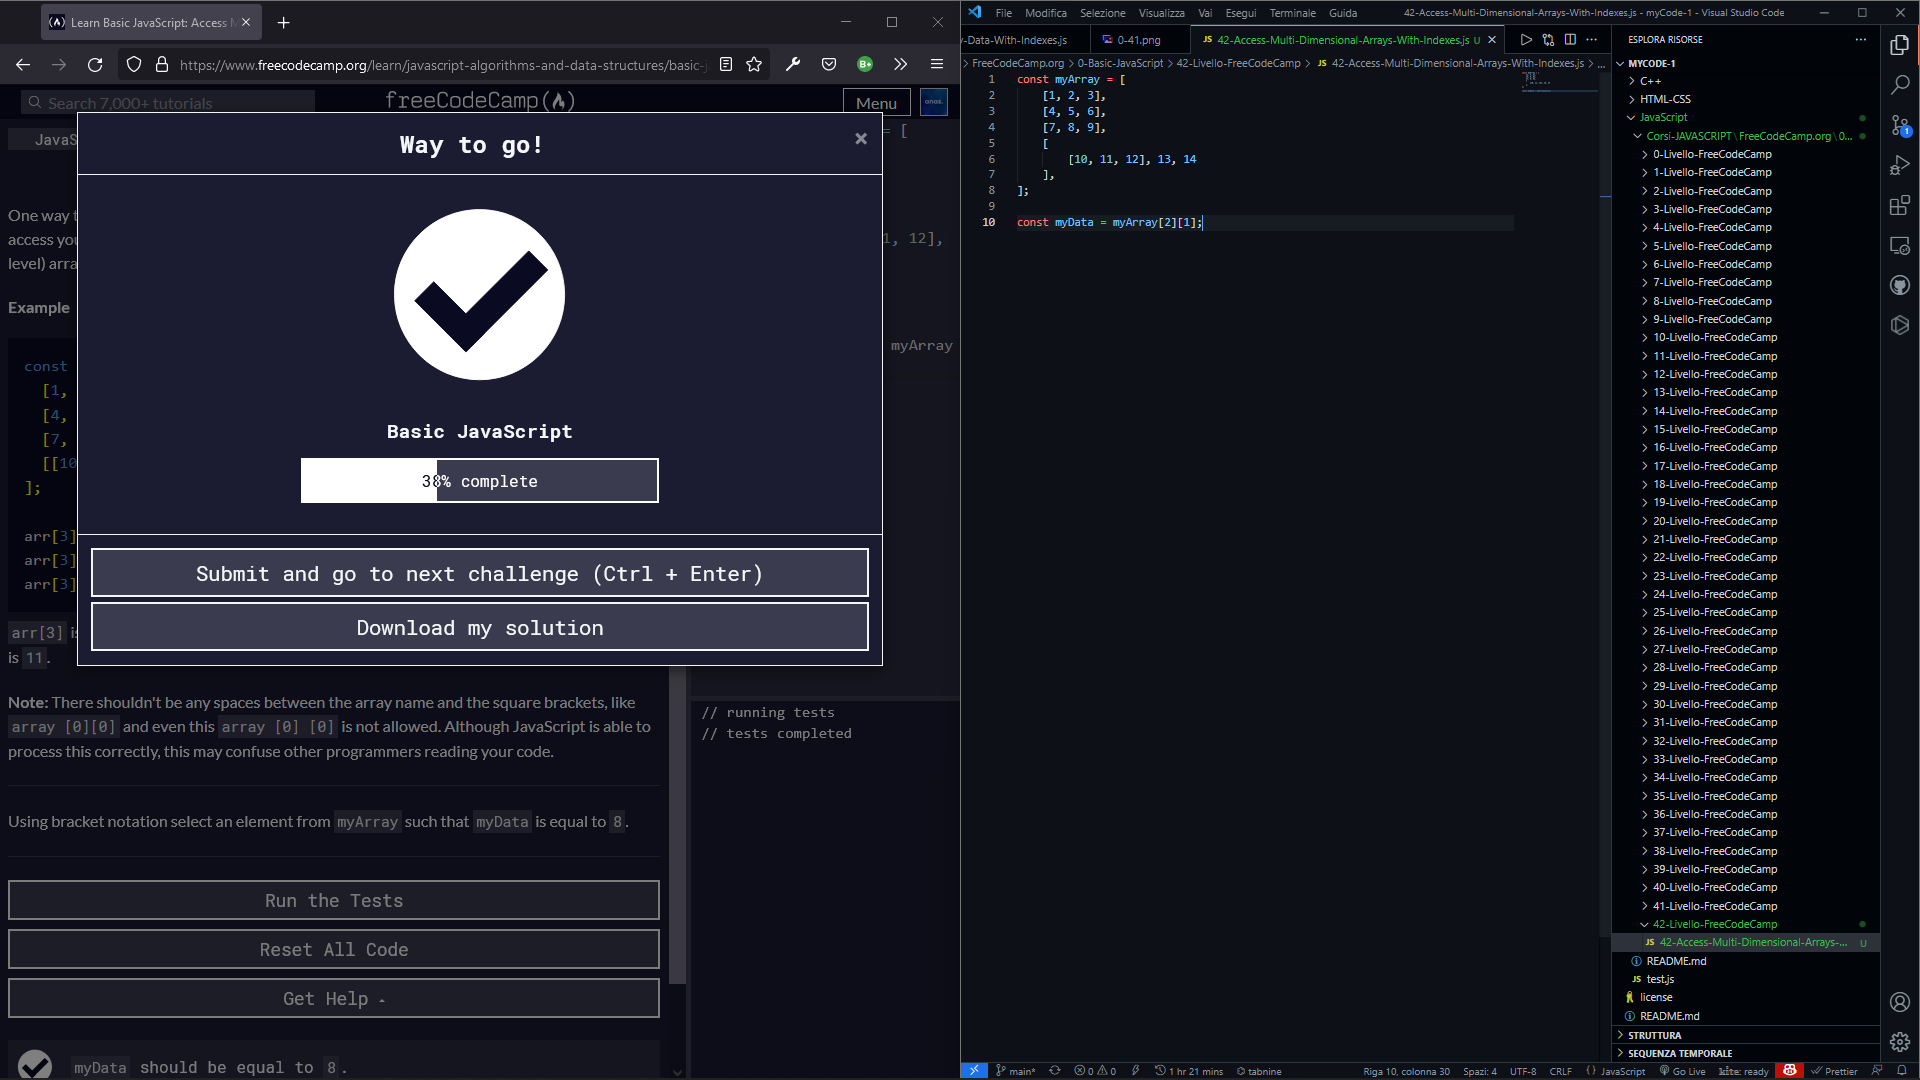 Learn Basic JavaScript: Access M
https://www.freecodecamp.org/learn/javascript-algorithms-and-data-structures/basic-j
Search 7,000+ tutorials
freeCodeCamp
Menu
JavaS
= [
Way to go!
One way t
access you
level) arra
1, 12],
Example
myArray
const
[1,
[4,
[7,
[[10
];
Basic JavaScript
38% complete
arr[3]
arr[3]
arr[3]
Submit and go to next challenge (Ctrl + Enter)
Download my solution
arr[3] is
is 11.
Note: There shouldn't be any spaces between the array name and the square brackets, like
array [0][0] and even this array [0] [0] is not allowed. Although JavaScript is able to
process this correctly, this may confuse other programmers reading your code.
// running tests
// tests completed
Using bracket notation select an element from myArray such that myData is equal to 8.
Run the Tests
Reset All Code
Get Help
myData should be equal to 8.
File Modifica Selezione Visualizza Vai Esegui Terminale Guida
42-Access-Multi-Dimensional-Arrays-With-Indexes.js - myCode-1 - Visual Studio Code
y-Data-With-Indexes.js
0-41.png
JS 42-Access-Multi-Dimensional-Arrays-With-Indexes.js U
FreeCodeCamp.org > 0-Basic-JavaScript > 42-Livello-FreeCodeCamp > JS 42-Access-Multi-Dimensional-Arrays-With-Indexes.js > ...
1 const myArray = [
2 [1, 2, 3],
3 [4, 5, 6],
4 [7, 8, 9],
5 [
6 [10, 11, 12], 13, 14
7 ],
8 ];
9
10 const myData = myArray[2][1];
ESPLORA RISORSE
MYCODE-1
C++
HTML-CSS
JavaScript
Corsi-JAVASCRIPT\FreeCodeCamp.org\0...
0-Livello-FreeCodeCamp
1-Livello-FreeCodeCamp
2-Livello-FreeCodeCamp
3-Livello-FreeCodeCamp
4-Livello-FreeCodeCamp
5-Livello-FreeCodeCamp
6-Livello-FreeCodeCamp
7-Livello-FreeCodeCamp
8-Livello-FreeCodeCamp
9-Livello-FreeCodeCamp
10-Livello-FreeCodeCamp
11-Livello-FreeCodeCamp
12-Livello-FreeCodeCamp
13-Livello-FreeCodeCamp
14-Livello-FreeCodeCamp
15-Livello-FreeCodeCamp
16-Livello-FreeCodeCamp
17-Livello-FreeCodeCamp
18-Livello-FreeCodeCamp
19-Livello-FreeCodeCamp
20-Livello-FreeCodeCamp
21-Livello-FreeCodeCamp
22-Livello-FreeCodeCamp
23-Livello-FreeCodeCamp
24-Livello-FreeCodeCamp
25-Livello-FreeCodeCamp
26-Livello-FreeCodeCamp
27-Livello-FreeCodeCamp
28-Livello-FreeCodeCamp
29-Livello-FreeCodeCamp
30-Livello-FreeCodeCamp
31-Livello-FreeCodeCamp
32-Livello-FreeCodeCamp
33-Livello-FreeCodeCamp
34-Livello-FreeCodeCamp
35-Livello-FreeCodeCamp
36-Livello-FreeCodeCamp
37-Livello-FreeCodeCamp
38-Livello-FreeCodeCamp
39-Livello-FreeCodeCamp
40-Livello-FreeCodeCamp
41-Livello-FreeCodeCamp
42-Livello-FreeCodeCamp
JS 42-Access-Multi-Dimensional-Arrays-... U
README.md
JS test.js
license
README.md
STRUTTURA
SEQUENZA TEMPORALE
1
main* 0 0 1 hr 21 mins tabnine Riga 10, colonna 30 Spazi: 4 UTF-8 CRLF { } JavaScript Go Live kite: ready Prettier